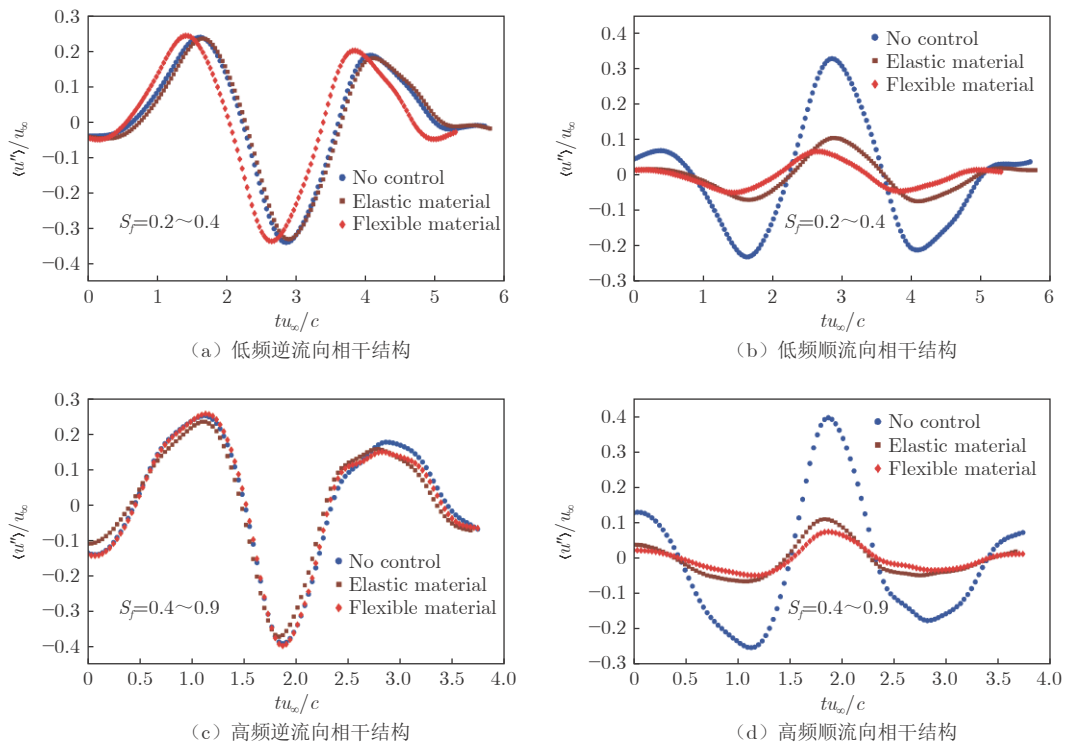 0.3
0.2
0.1
0
−0.1
−0.2
−0.3
−0.4
⟨u″⟩/u∞
No control
Elastic material
Flexible material
S_f=0.2～0.4
0 1 2 3 4 5 6
tu∞/c
（a）低频逆流向相干结构
0.4
0.3
0.2
0.1
0
−0.1
−0.2
−0.3
⟨u″⟩/u∞
No control
Elastic material
Flexible material
S_f=0.2～0.4
0 1 2 3 4 5 6
tu∞/c
（b）低频顺流向相干结构
0.3
0.2
0.1
0
−0.1
−0.2
−0.3
−0.4
⟨u″⟩/u∞
No control
Elastic material
Flexible material
S_f=0.4～0.9
0 0.5 1.0 1.5 2.0 2.5 3.0 3.5 4.0
tu∞/c
（c）高频逆流向相干结构
0.4
0.3
0.2
0.1
0
−0.1
−0.2
−0.3
⟨u″⟩/u∞
No control
Elastic material
Flexible material
S_f=0.4～0.9
0 0.5 1.0 1.5 2.0 2.5 3.0 3.5 4.0
tu∞/c
（d）高频顺流向相干结构